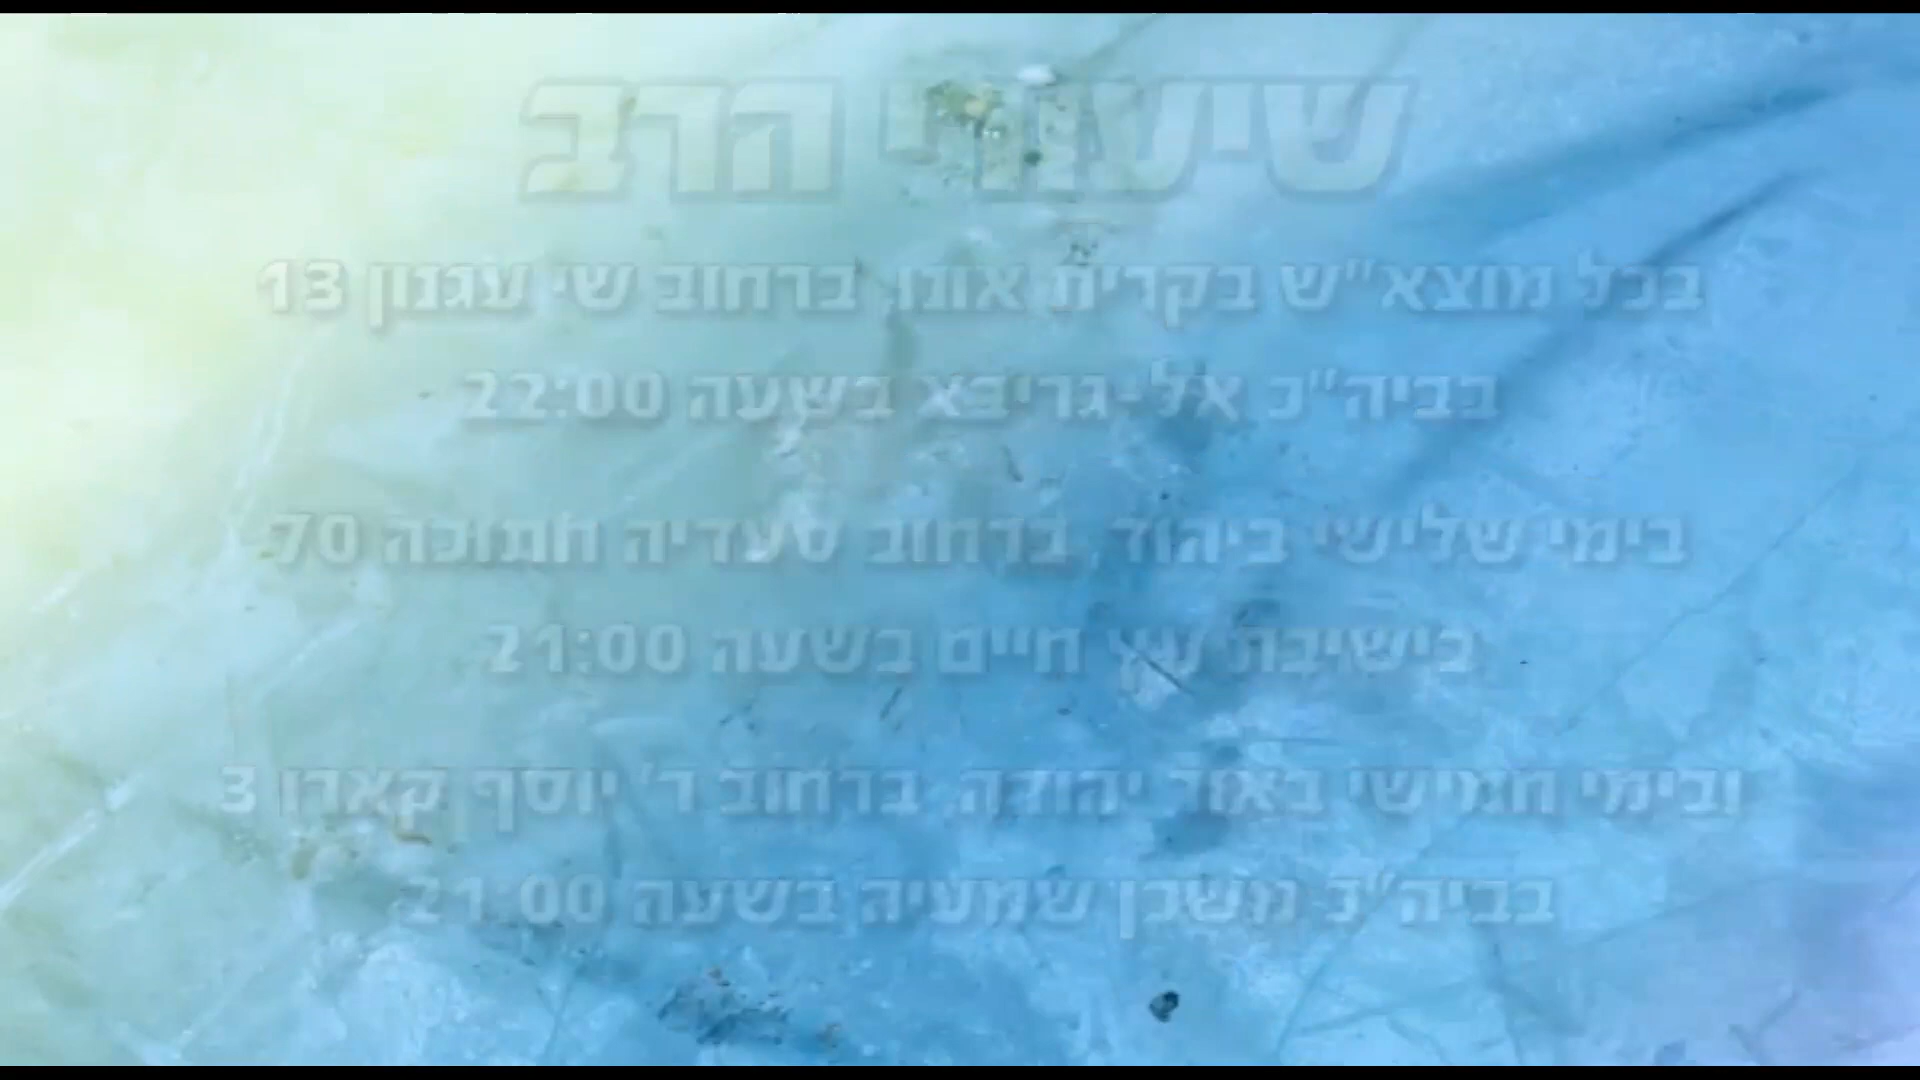 שיעורי הרב
בכל מוצא"ש בקרית אונו, ברחוב שי עגנון 13
בביה"כ אל-גריבא בשעה 22:00
בימי שלישי ביהוד, ברחוב סעדיה חתוכה 70
בישיבת עץ חיים בשעה 21:00
ובימי חמישי באור יהודה, ברחוב ר' יוסף קארו 3
בביה"כ משכן שמעיה בשעה 21:00